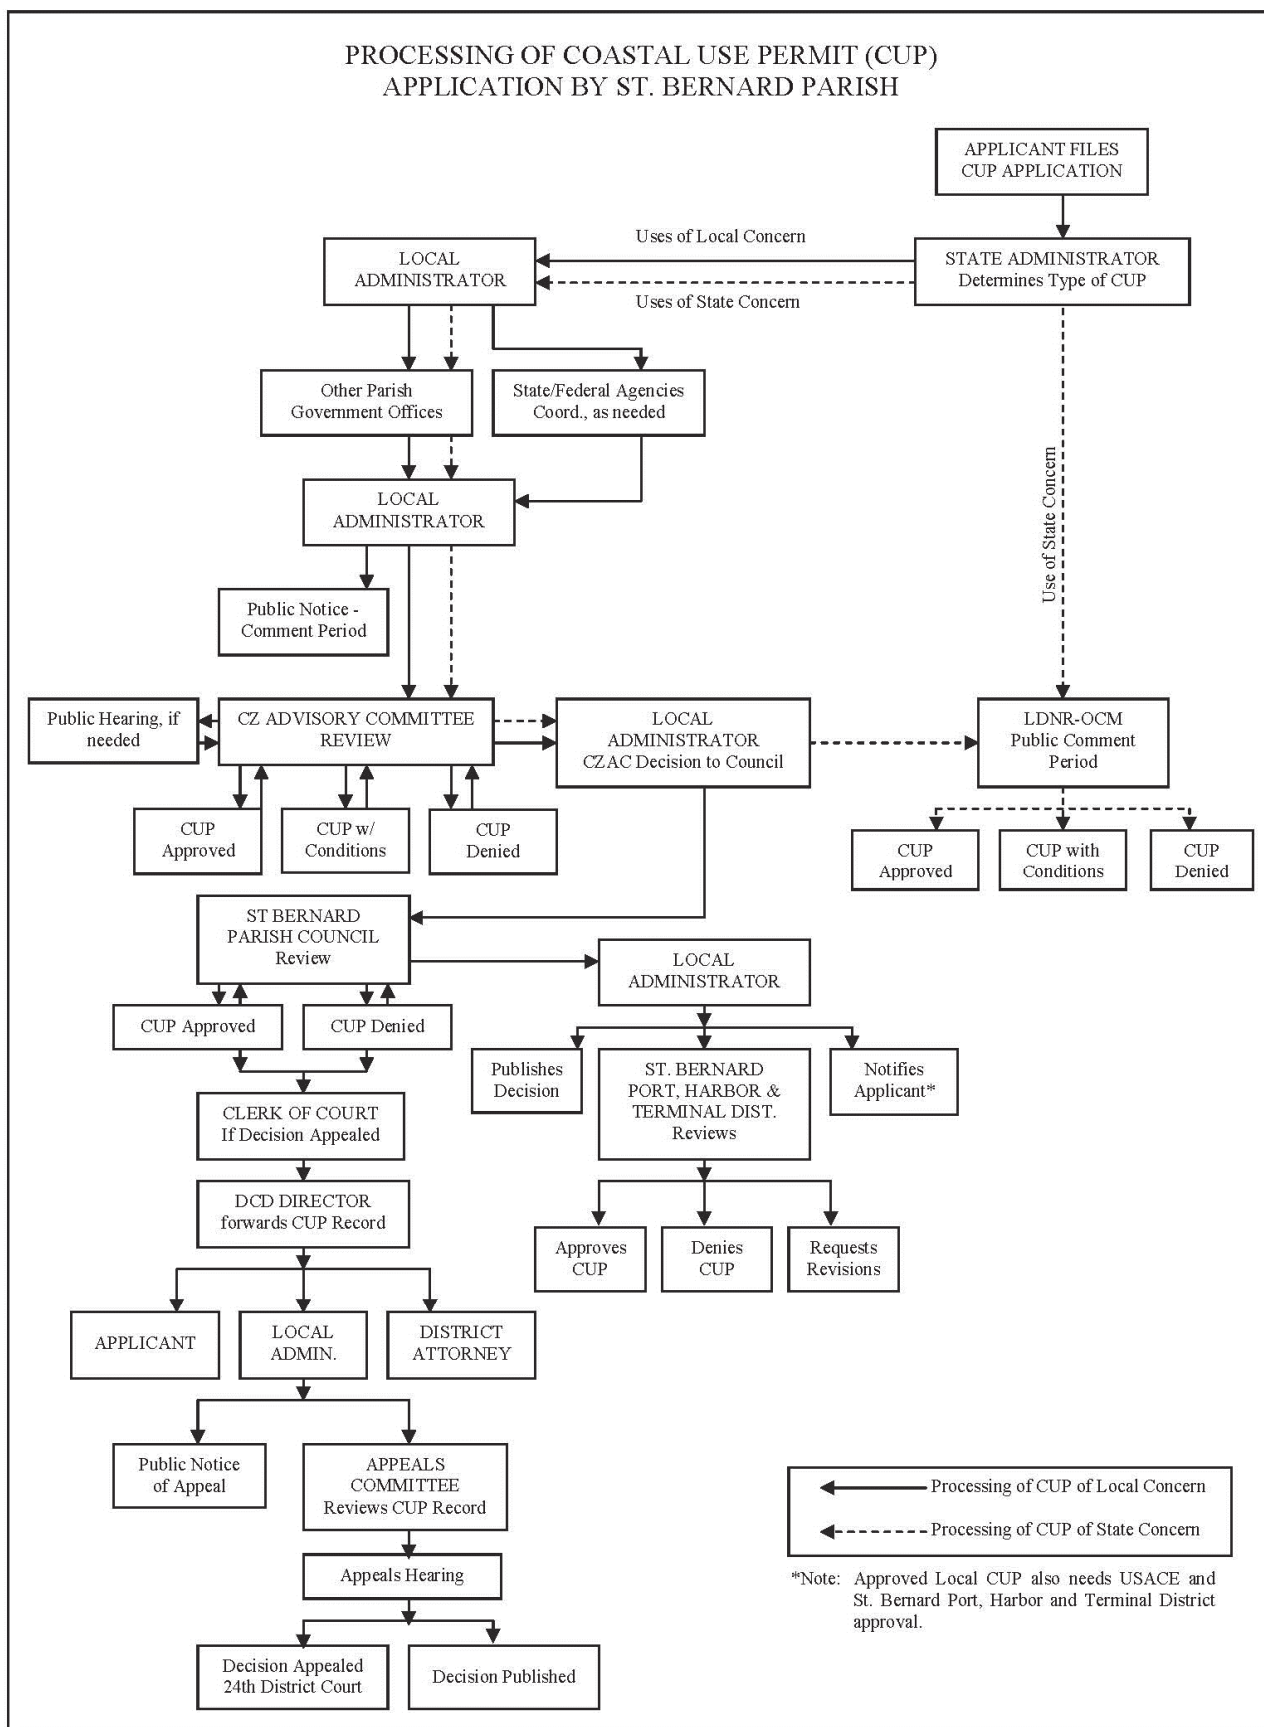 PROCESSING OF COASTAL USE PERMIT (CUP)
APPLICATION BY ST. BERNARD PARISH
APPLICANT FILES
CUP APPLICATION
Uses of Local Concern
LOCAL
ADMINISTRATOR
STATE ADMINISTRATOR
Determines Type of CUP
Uses of State Concern
Other Parish
Government Offices
State/Federal Agencies
Coord., as needed
LOCAL
ADMINISTRATOR
Use of State Concern
Public Notice -
Comment Period
Public Hearing, if
needed
CZ ADVISORY COMMITTEE
REVIEW
LOCAL
ADMINISTRATOR
CZAC Decision to Council
LDNR-OCM
Public Comment
Period
CUP
Approved
CUP w/
Conditions
CUP
Denied
CUP
Approved
CUP with
Conditions
CUP
Denied
ST BERNARD
PARISH COUNCIL
Review
LOCAL
ADMINISTRATOR
CUP Approved
CUP Denied
Publishes
Decision
ST. BERNARD
PORT, HARBOR &
TERMINAL DIST.
Reviews
Notifies
Applicant*
CLERK OF COURT
If Decision Appealed
DCD DIRECTOR
forwards CUP Record
Approves
CUP
Denies
CUP
Requests
Revisions
APPLICANT
LOCAL
ADMIN.
DISTRICT
ATTORNEY
Public Notice
of Appeal
APPEALS
COMMITTEE
Reviews CUP Record
Appeals Hearing
Decision Appealed
24th District Court
Decision Published
Processing of CUP of Local Concern
Processing of CUP of State Concern
*Note: Approved Local CUP also needs USACE and
St. Bernard Port, Harbor and Terminal District
approval.